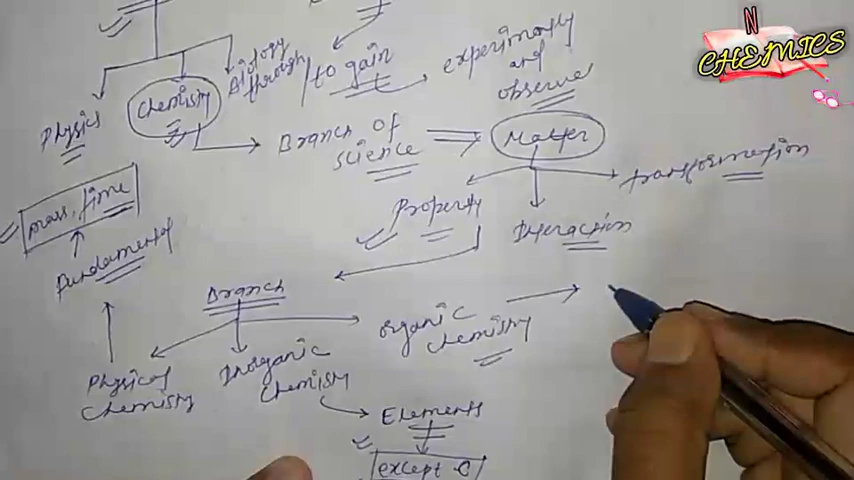 N
CHEMICS
Physics
Chemistry
Biology
through
to gain
experimently
and
observe
Branch of
science
Matter
Property
Interaction
transformation
mass, time
Fundamental
Branch
Physical
Chemistry
Inorganic
Chemistry
organic
chemistry
Elements
except C